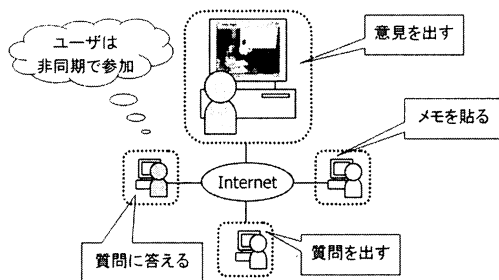 ユーザは
非同期で参加
意見を出す
メモを貼る
Internet
質問に答える
質問を出す